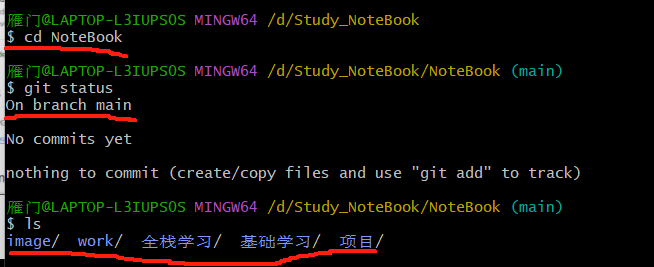 雁门@LAPTOP-L3IUPSOS MINGW64 /d/Study_NoteBook
$ cd NoteBook
雁门@LAPTOP-L3IUPSOS MINGW64 /d/Study_NoteBook/NoteBook (main)
$ git status
On branch main
No commits yet
nothing to commit (create/copy files and use "git add" to track)
雁门@LAPTOP-L3IUPSOS MINGW64 /d/Study_NoteBook/NoteBook (main)
$ ls
image/ work/ 全栈学习/ 基础学习/ 项目/